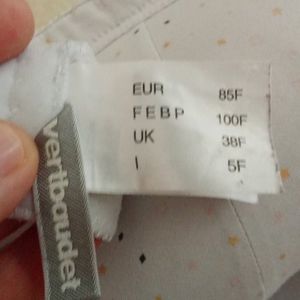 EUR 85F
F E B P 100F
UK 38F
I 5F
vertbaudet